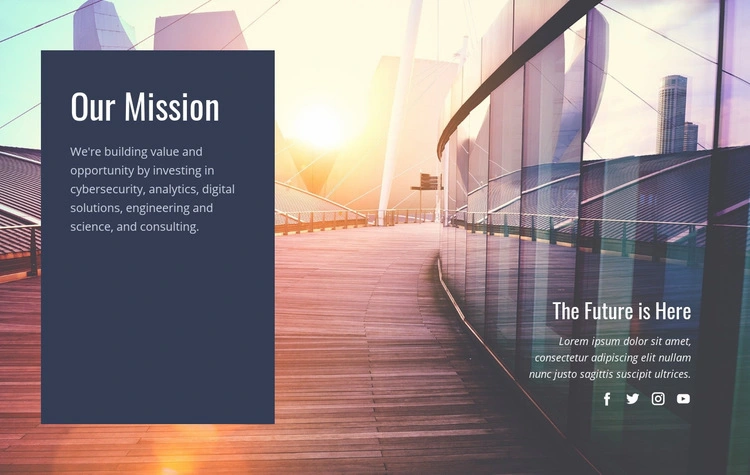 Our Mission
We're building value and
opportunity by investing in
cybersecurity, analytics, digital
solutions, engineering and
science, and consulting.
The Future is Here
Lorem ipsum dolor sit amet,
consectetur adipiscing elit nullam
nunc justo sagittis suscipit ultrices.